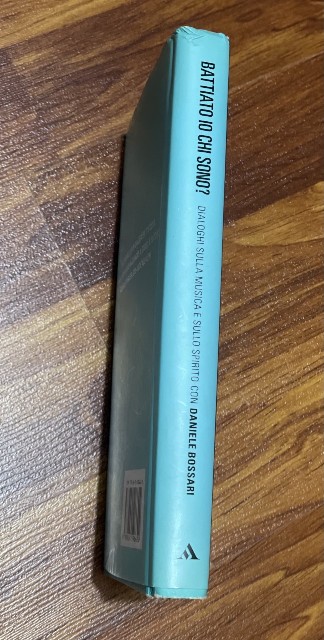 BATTIATO IO CHI SONO?
DIALOGHI SULLA MUSICA E SULLO SPIRITO CON DANIELE BOSSARI